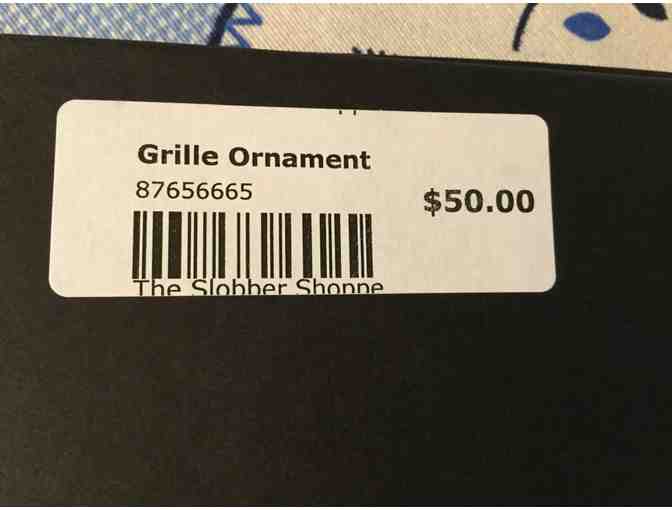 Grille Ornament
87656665
$50.00
The Slobber Shoppe